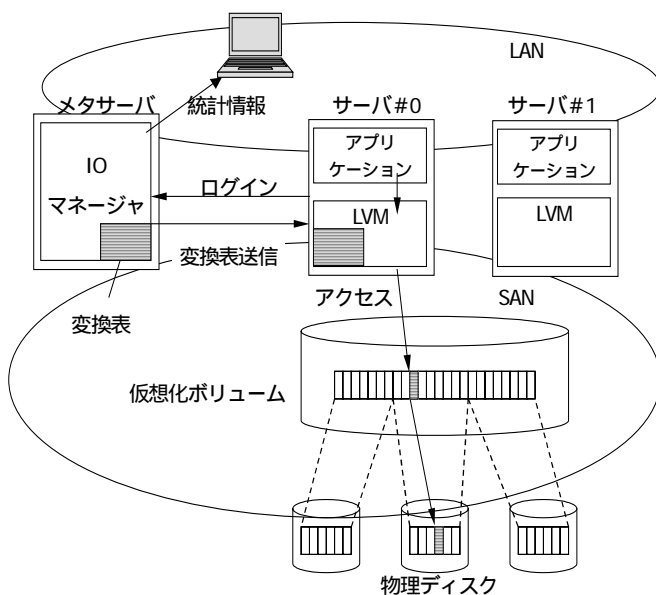 LAN
メタサーバ
統計情報
サーバ#0
サーバ#1
IO
マネージャ
アプリ
ケーション
アプリ
ケーション
ログイン
LVM
LVM
変換表送信
アクセス
SAN
変換表
仮想化ボリューム
物理ディスク